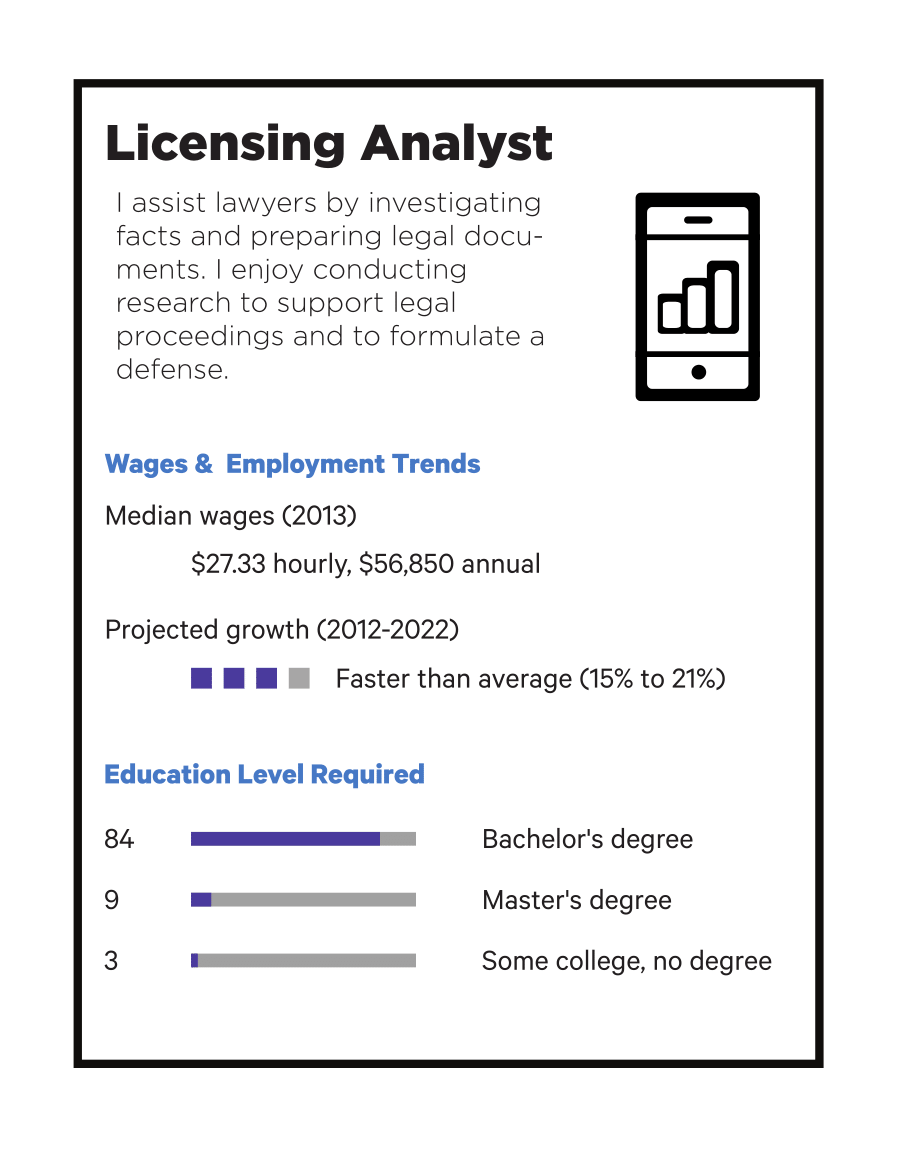 Licensing Analyst
I assist lawyers by investigating
facts and preparing legal docu-
ments. I enjoy conducting
research to support legal
proceedings and to formulate a
defense.
Wages &  Employment Trends
Median wages (2013)
$27.33 hourly, $56,850 annual
Projected growth (2012-2022)
Faster than average (15% to 21%)
Education Level Required
84 Bachelor's degree
9 Master's degree
3 Some college, no degree